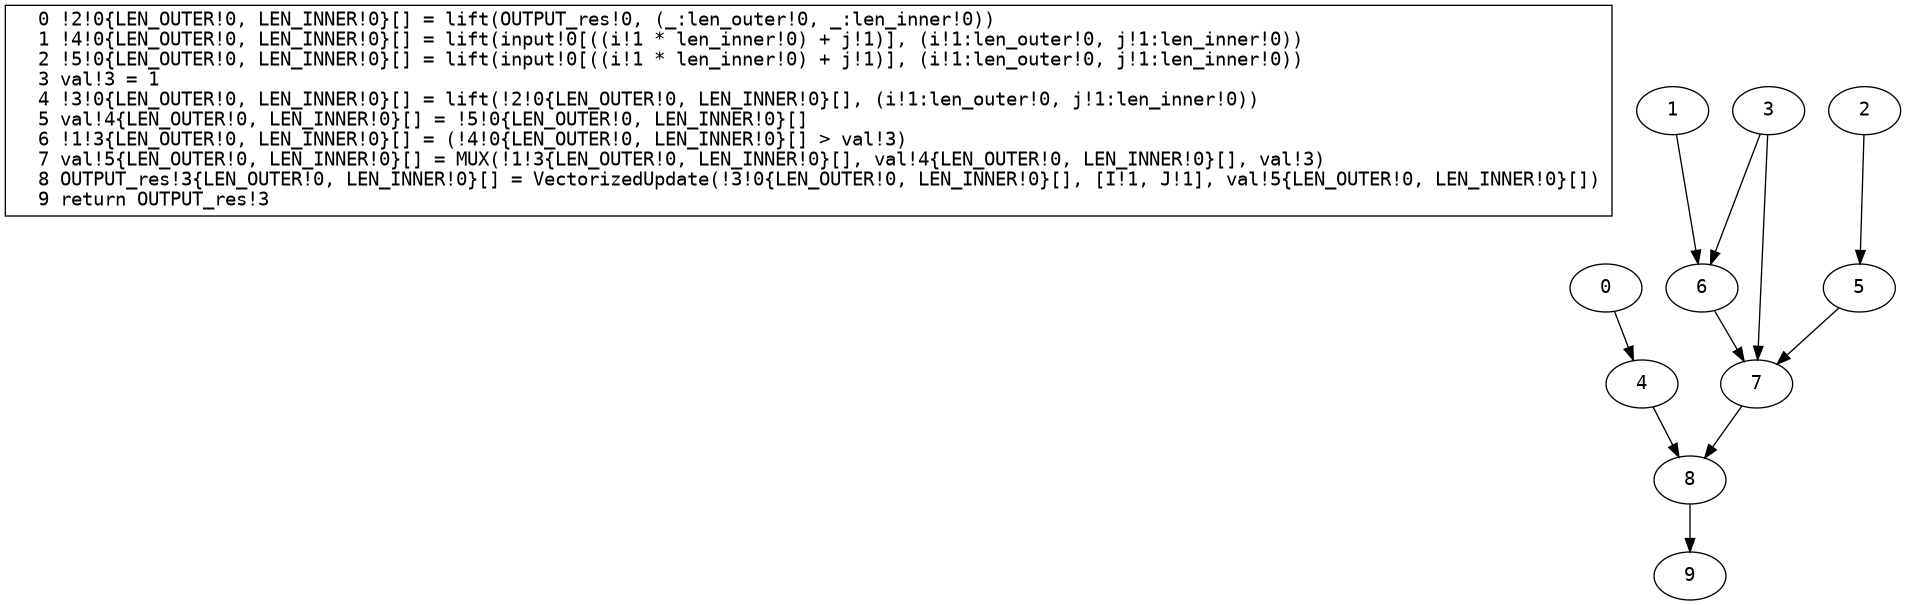 0 !2!0{LEN_OUTER!0, LEN_INNER!0}[] = lift(OUTPUT_res!0, (_:len_outer!0, _:len_inner!0))
1 !4!0{LEN_OUTER!0, LEN_INNER!0}[] = lift(input!0[((i!1 * len_inner!0) + j!1)], (i!1:len_outer!0, j!1:len_inner!0))
2 !5!0{LEN_OUTER!0, LEN_INNER!0}[] = lift(input!0[((i!1 * len_inner!0) + j!1)], (i!1:len_outer!0, j!1:len_inner!0))
3 val!3 = 1
4 !3!0{LEN_OUTER!0, LEN_INNER!0}[] = lift(!2!0{LEN_OUTER!0, LEN_INNER!0}[], (i!1:len_outer!0, j!1:len_inner!0))
5 val!4{LEN_OUTER!0, LEN_INNER!0}[] = !5!0{LEN_OUTER!0, LEN_INNER!0}[]
6 !1!3{LEN_OUTER!0, LEN_INNER!0}[] = (!4!0{LEN_OUTER!0, LEN_INNER!0}[] > val!3)
7 val!5{LEN_OUTER!0, LEN_INNER!0}[] = MUX(!1!3{LEN_OUTER!0, LEN_INNER!0}[], val!4{LEN_OUTER!0, LEN_INNER!0}[], val!3)
8 OUTPUT_res!3{LEN_OUTER!0, LEN_INNER!0}[] = VectorizedUpdate(!3!0{LEN_OUTER!0, LEN_INNER!0}[], [I!1, J!1], val!5{LEN_OUTER!0, LEN_INNER!0}[])
9 return OUTPUT_res!3
1 3 2
0 6 5
4 7
8
9